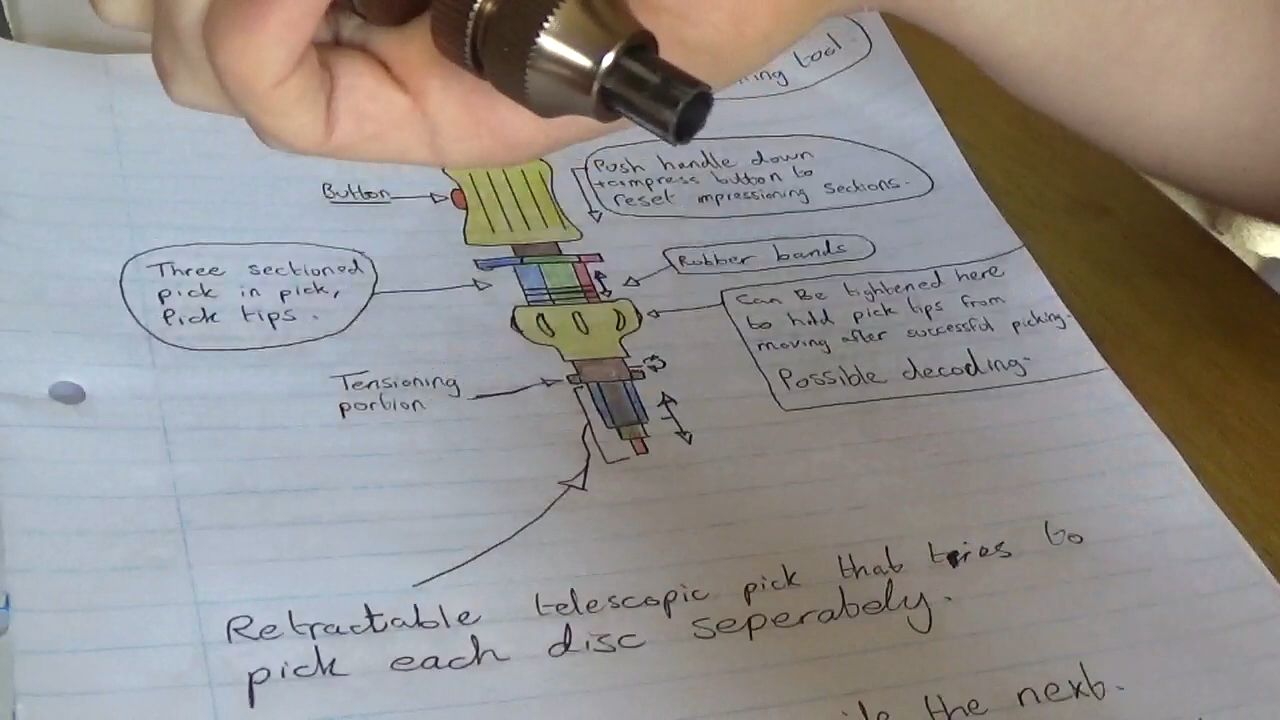 tool.
Push handle down
+compress button to
reset impressioning sections.
Button
Rubber bands
Three sectioned
pick in pick,
Pick tips.
Can Be tightened here
to hold pick tips from
moving after successful picking.
Possible decoding.
Tensioning
portion
Retractable telescopic pick that tries to
pick each disc seperabely.
the next.